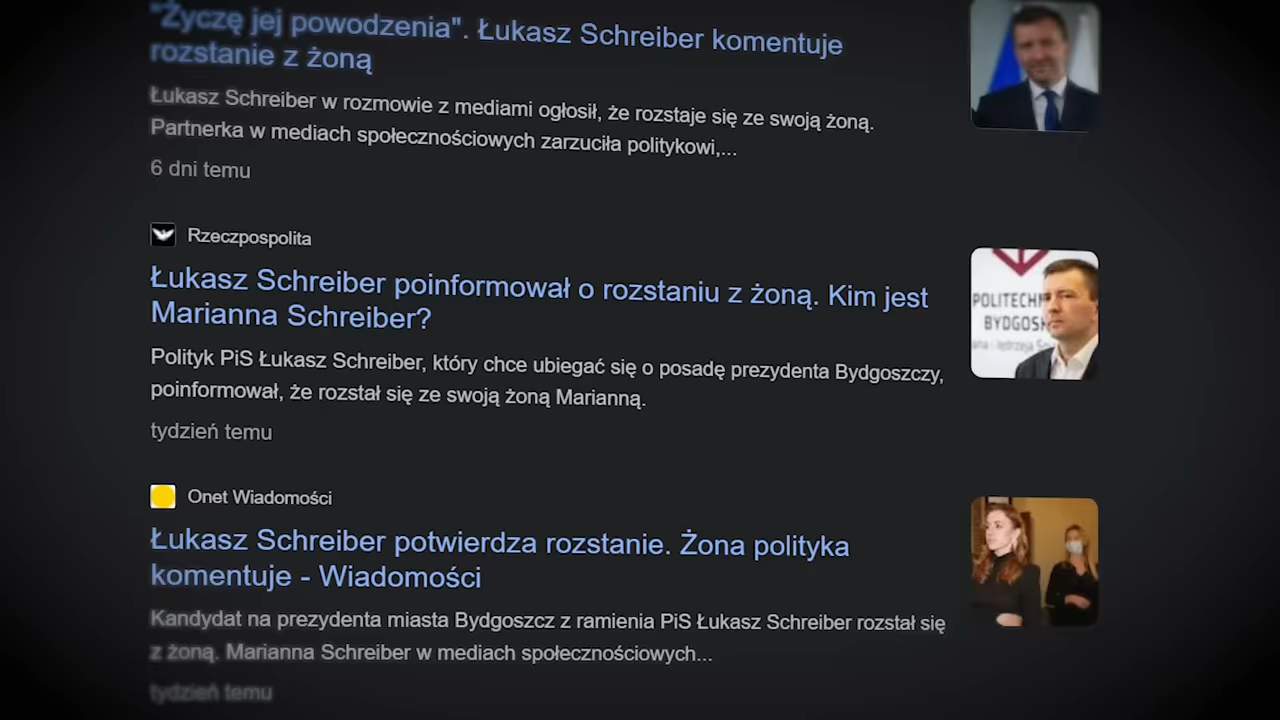 "Życzę jej powodzenia". Łukasz Schreiber komentuje
rozstanie z żoną
Łukasz Schreiber w rozmowie z mediami ogłosił, że rozstaje się ze swoją żoną.
Partnerka w mediach społecznościowych zarzuciła politykowi,...
6 dni temu
Rzeczpospolita
Łukasz Schreiber poinformował o rozstaniu z żoną. Kim jest
Marianna Schreiber?
POLITECHN
BYDGOSK
Polityk PiS Łukasz Schreiber, który chce ubiegać się o posadę prezydenta Bydgoszczy,
poinformował, że rozstał się ze swoją żoną Marianną.
tydzień temu
Onet Wiadomości
Łukasz Schreiber potwierdza rozstanie. Żona polityka
komentuje - Wiadomości
Kandydat na prezydenta miasta Bydgoszcz z ramienia PiS Łukasz Schreiber rozstał się
z żoną. Marianna Schreiber w mediach społecznościowych...
tydzień temu